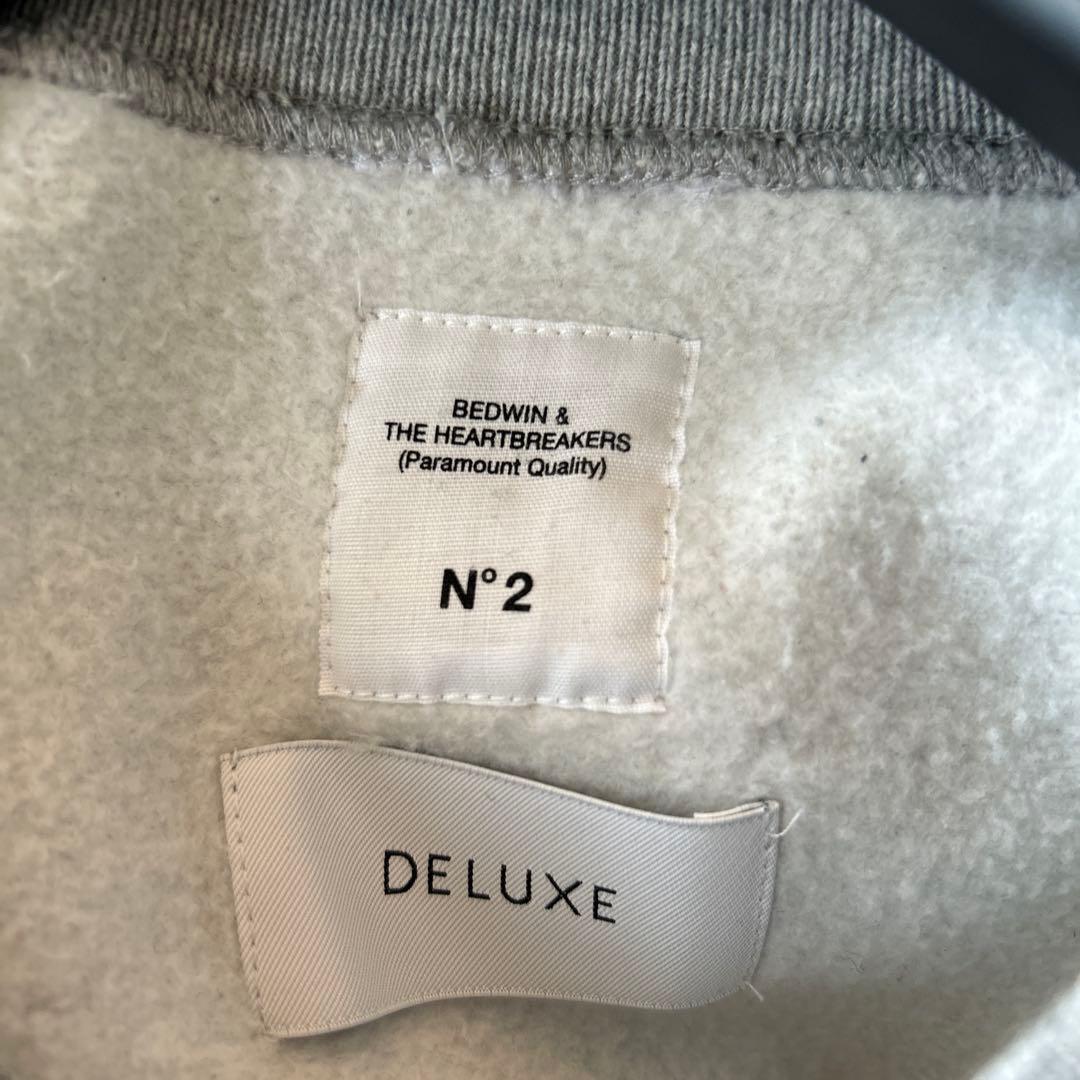 BEDWIN &
THE HEARTBREAKERS
(Paramount Quality)
N° 2
DELUXE